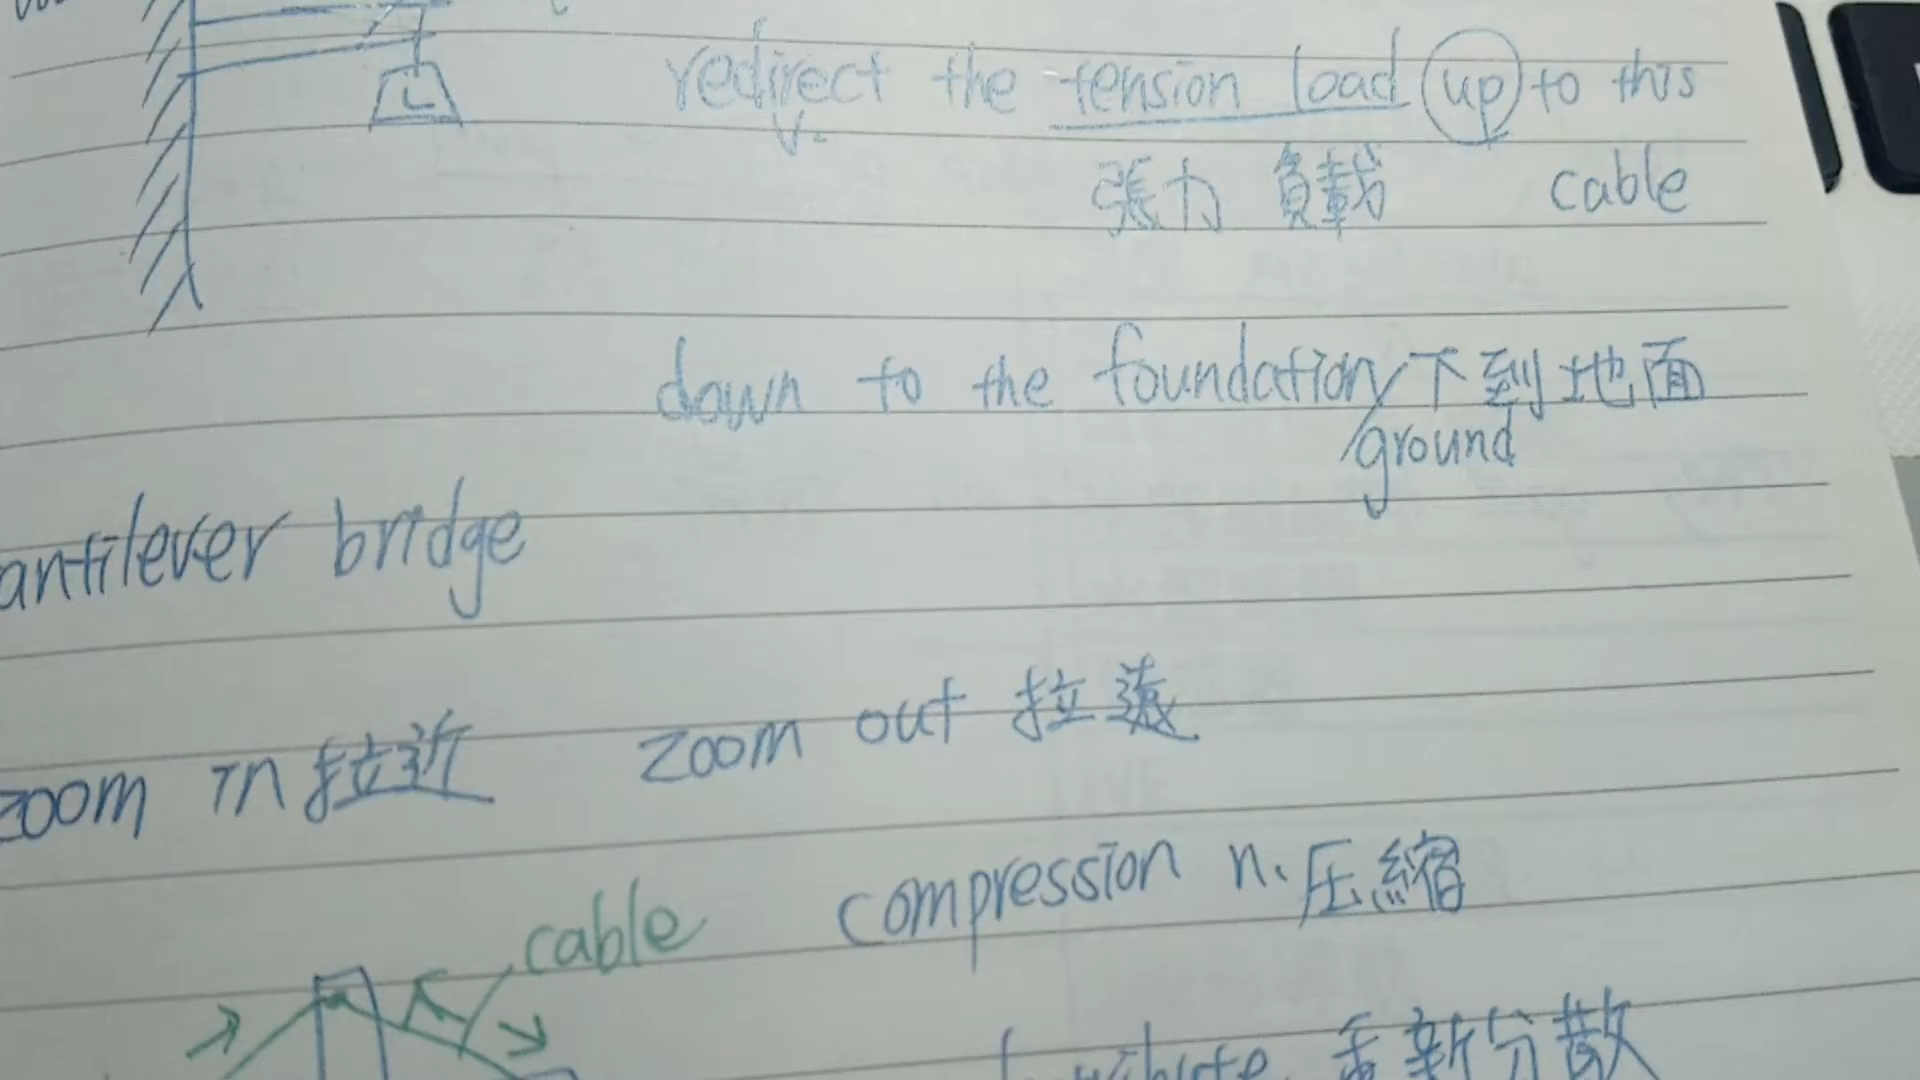 L
redirect the tension load up to this
v.
張力 負載 cable
down to the foundation/下到地面
/ground
antilever bridge
zoom in 拉近 zoom out 拉遠
compression n. 压縮
cable
重新分散